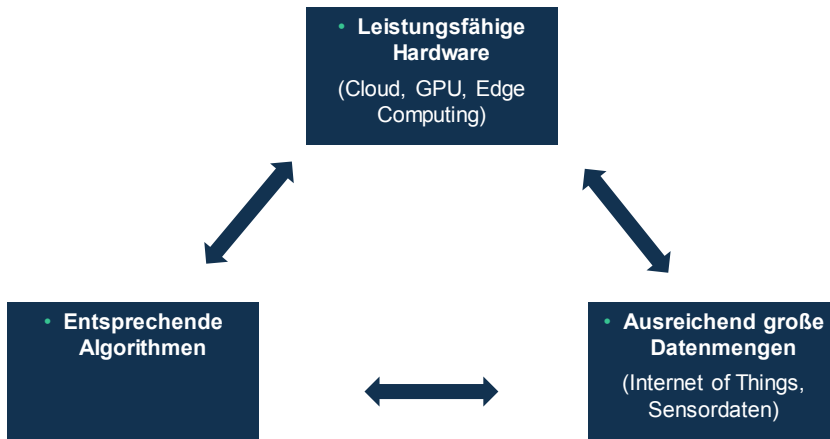 • Leistungsfähige
Hardware
(Cloud, GPU, Edge
Computing)
• Entsprechende
Algorithmen
• Ausreichend große
Datenmengen
(Internet of Things,
Sensordaten)